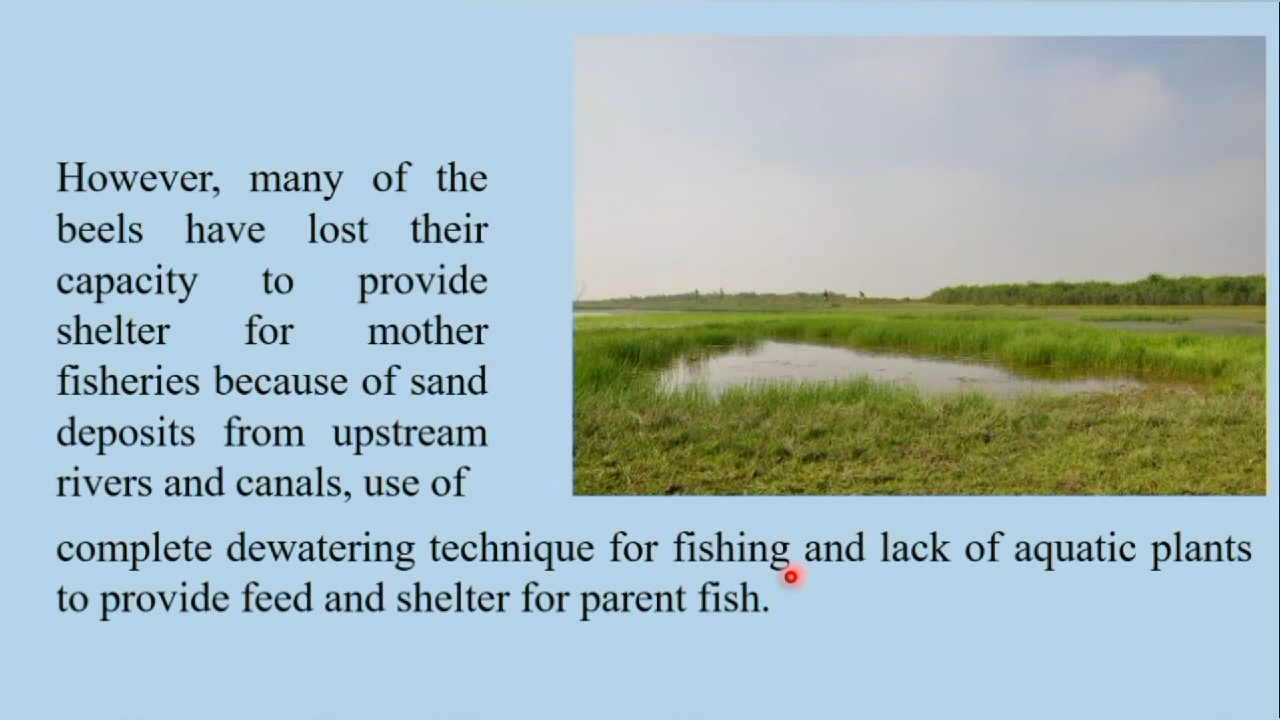 However, many of the
beels have lost their
capacity to provide
shelter for mother
fisheries because of sand
deposits from upstream
rivers and canals, use of
complete dewatering technique for fishing and lack of aquatic plants
to provide feed and shelter for parent fish.